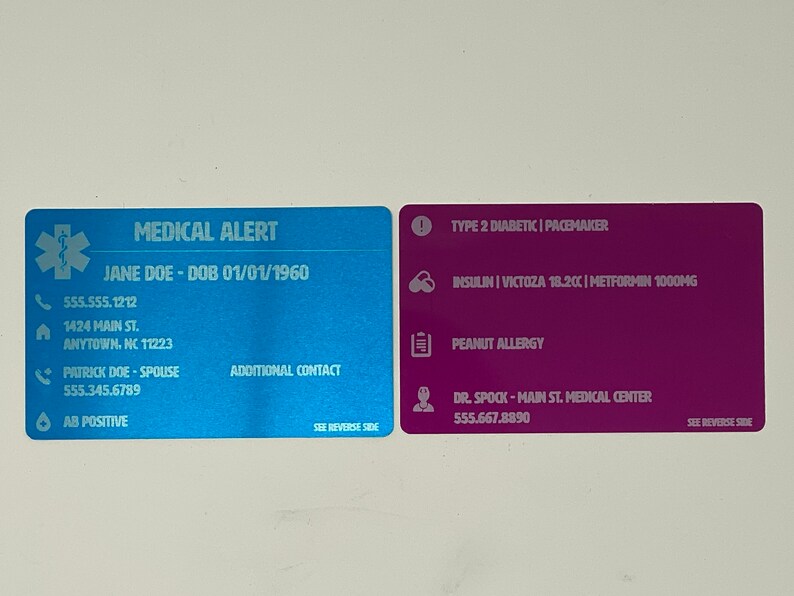 MEDICAL ALERT
JANE DOE - DOB 01/01/1960
555.555.1212
1424 MAIN ST.
ANYTOWN, NC 11223
PATRICK DOE - SPOUSE
555.345.6789
ADDITIONAL CONTACT
AB POSITIVE
SEE REVERSE SIDE
TYPE 2 DIABETIC | PACEMAKER
INSULIN | VICTOZA 18.2CC | METFORMIN 1000MG
PEANUT ALLERGY
DR. SPOCK - MAIN ST. MEDICAL CENTER
555.667.8890
SEE REVERSE SIDE